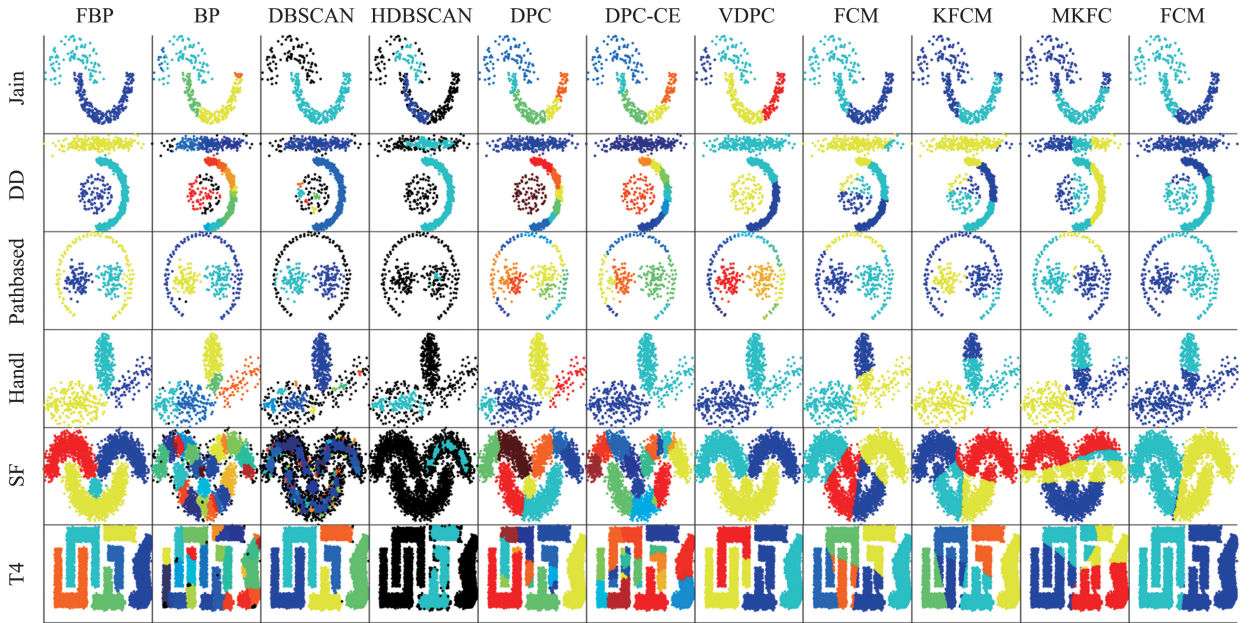 FBP BP DBSCAN HDBSCAN DPC DPC-CE VDPC FCM KFCM MKFC FCM
Jain
DD
Pathbased
Handl
SF
T4